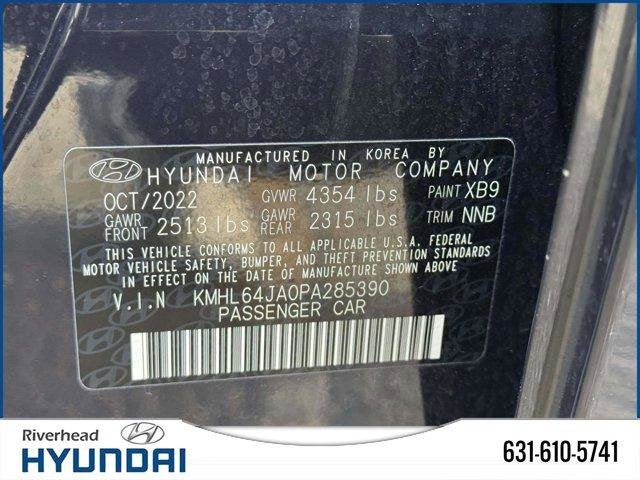 MANUFACTURED IN KOREA BY
HYUNDAI MOTOR COMPANY
OCT/2022 GVWR 4354 lbs PAINT XB9
GAWR FRONT 2513 lbs GAWR REAR 2315 lbs TRIM NNB
THIS VEHICLE CONFORMS TO ALL APPLICABLE U.S.A. FEDERAL
MOTOR VEHICLE SAFETY, BUMPER, AND THEFT PREVENTION STANDARDS
IN EFFECT ON THE DATE OF MANUFACTURE SHOWN ABOVE
V.I.N KMHL64JA0PA285390
PASSENGER CAR
Riverhead
HYUNDAI
631-610-5741